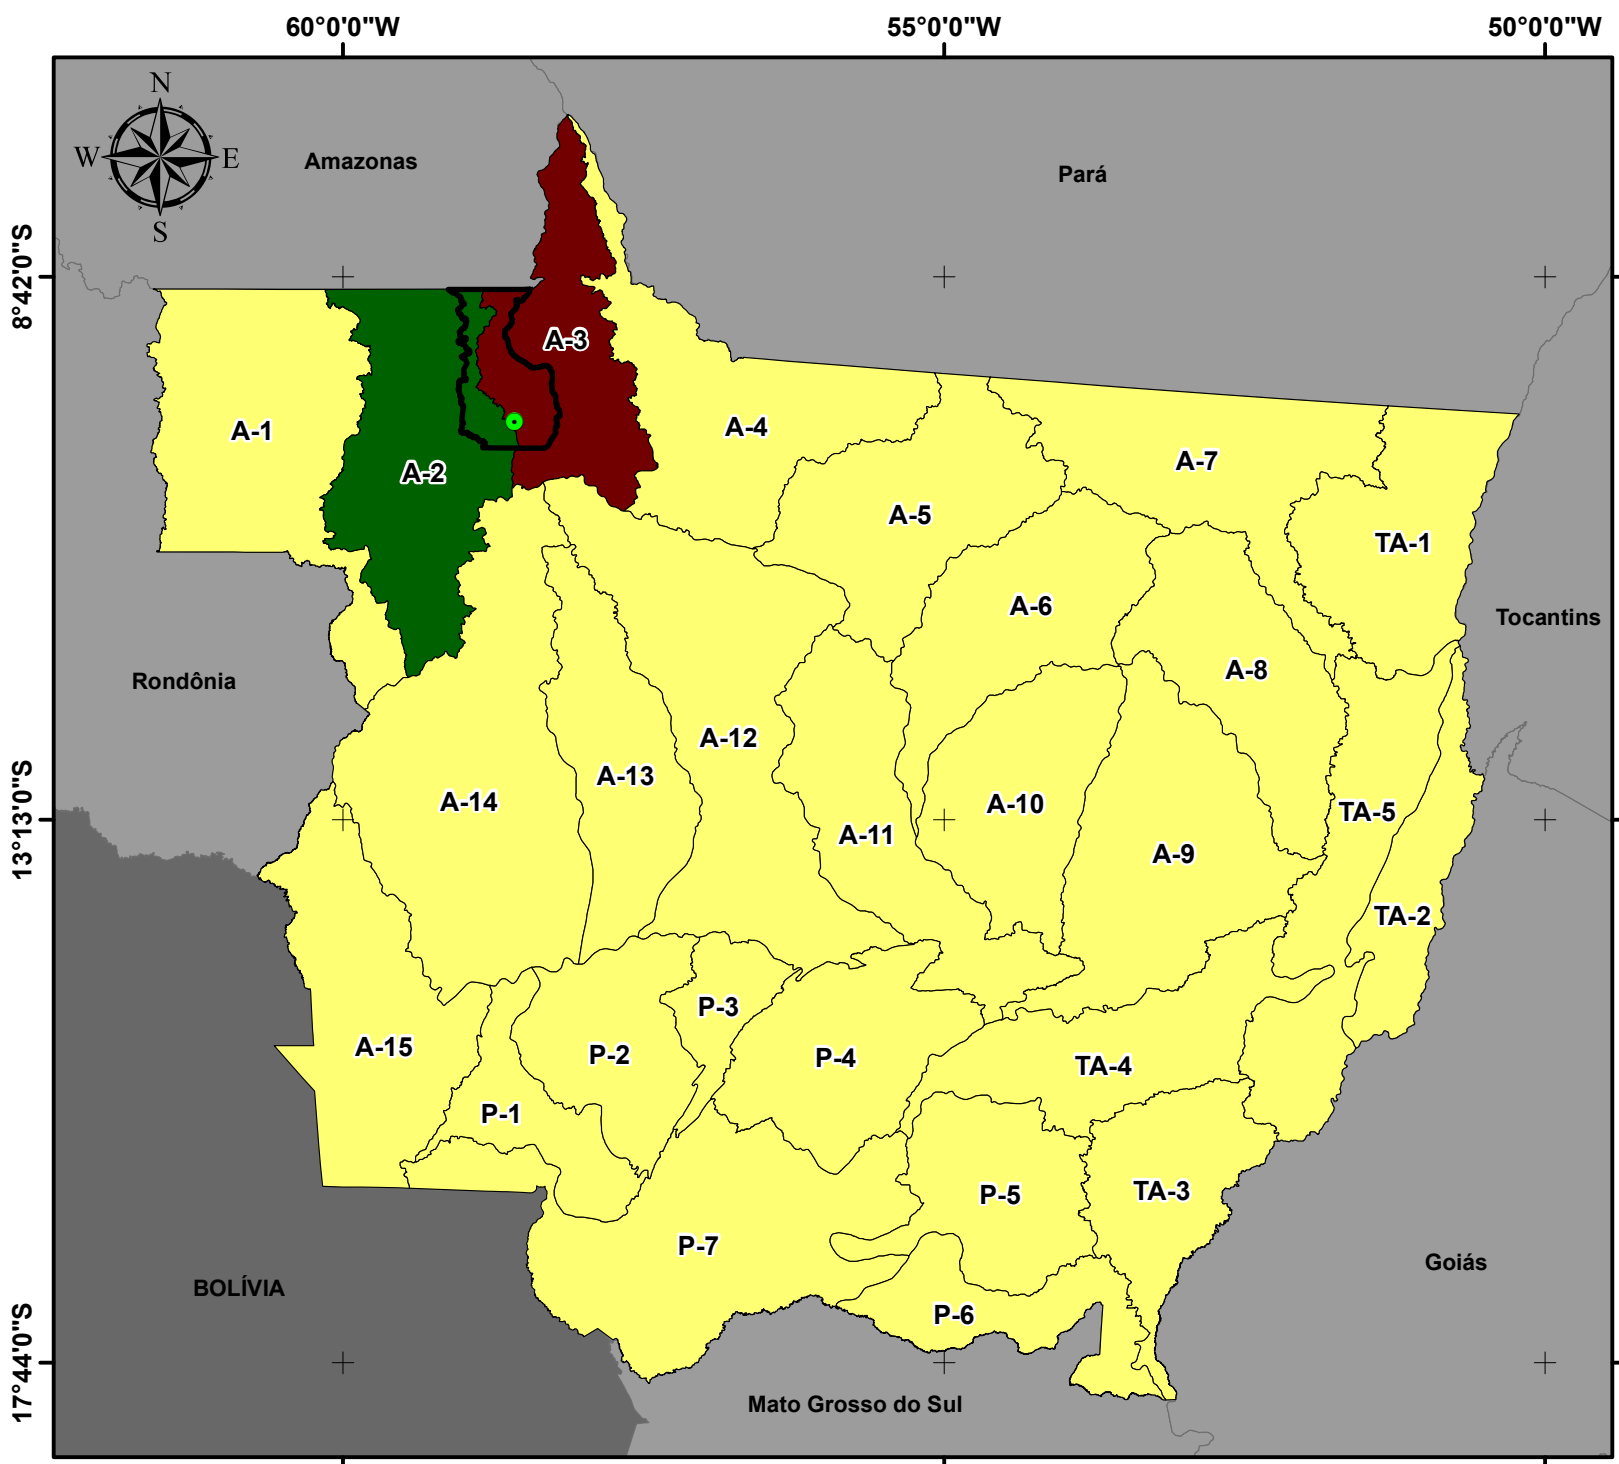 60°0'0"W
55°0'0"W
50°0'0"W
N
W
E
S
Amazonas
Pará
8°42'0"S
A-3
A-4
A-1
A-7
A-2
A-5
TA-1
A-6
Tocantins
A-8
Rondônia
A-12
A-13
A-14
A-10
TA-5
13°13'0"S
A-11
A-9
TA-2
P-3
A-15
P-2
P-4
TA-4
P-1
P-5
TA-3
P-7
Goiás
BOLÍVIA
P-6
17°44'0"S
Mato Grosso do Sul